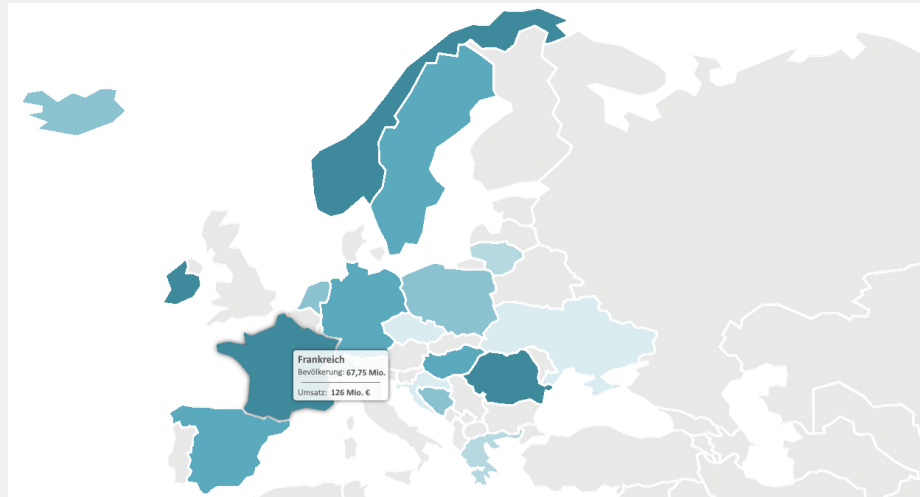 Frankreich
Bevölkerung: 67,75 Mio.
Umsatz: 126 Mio. €